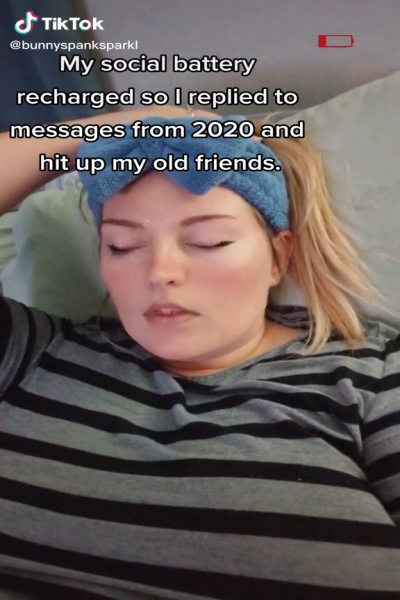 TikTok
@bunnyspanksparkl
My social battery
recharged so I replied to
messages from 2020 and
hit up my old friends.